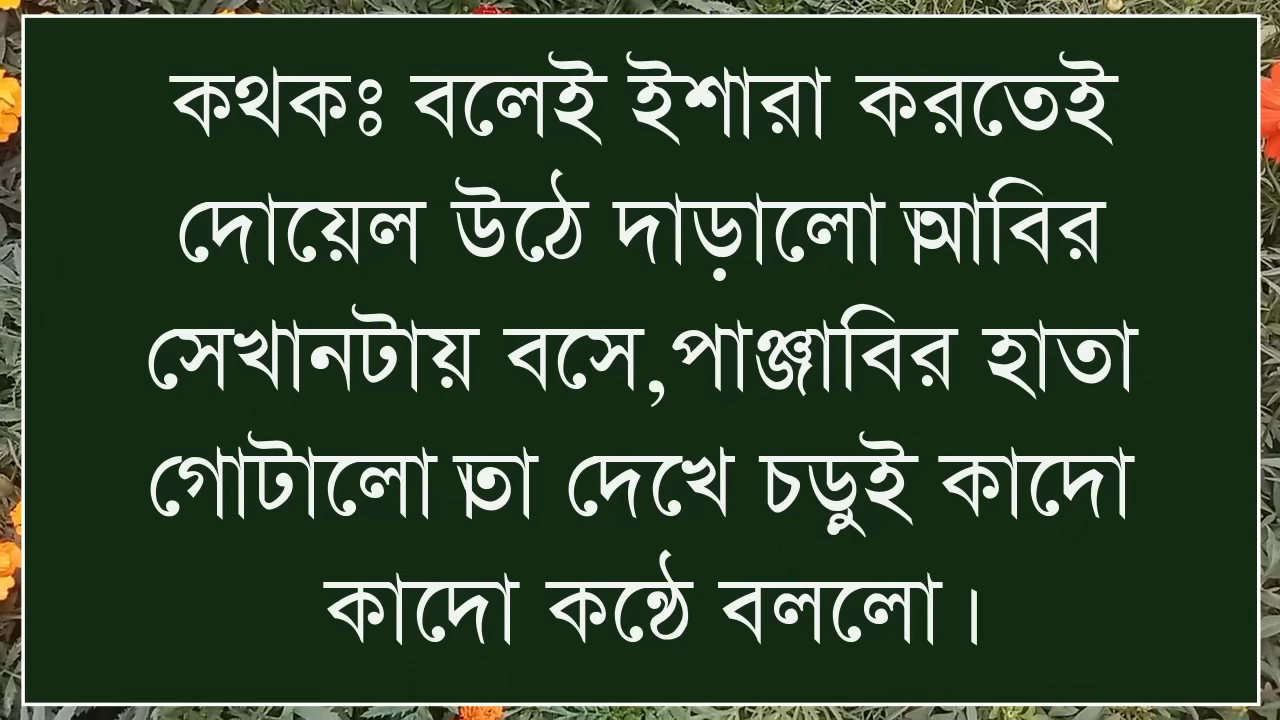 কথকঃ বলেই ইশারা করতেই
দোয়েল উঠে দাড়ালো।আবির
সেখানটায় বসে,পাঞ্জাবির হাতা
গোটালো।তা দেখে চড়ুই কাদো
কাদো কন্ঠে বললো।